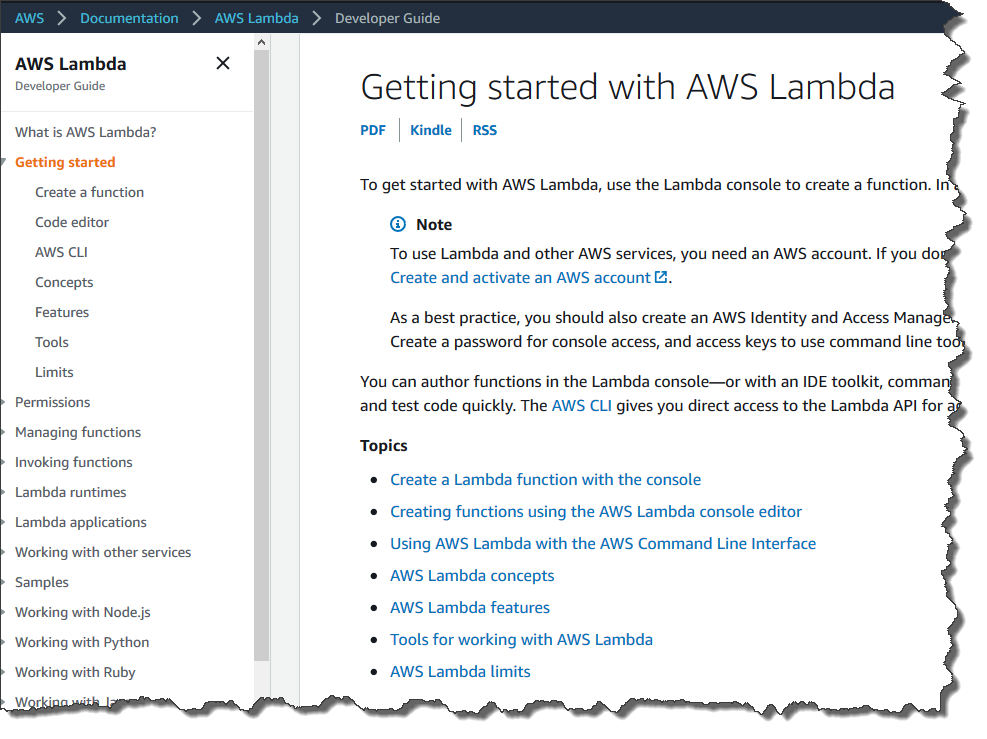 AWS > Documentation > AWS Lambda > Developer Guide
AWS Lambda
Developer Guide
What is AWS Lambda?
Getting started
Create a function
Code editor
AWS CLI
Concepts
Features
Tools
Limits
Permissions
Managing functions
Invoking functions
Lambda runtimes
Lambda applications
Working with other services
Samples
Working with Node.js
Working with Python
Working with Ruby
Working with
Getting started with AWS Lambda
PDF | Kindle | RSS
To get started with AWS Lambda, use the Lambda console to create a function. In
Note
To use Lambda and other AWS services, you need an AWS account. If you don
Create and activate an AWS account.
As a best practice, you should also create an AWS Identity and Access Manage
Create a password for console access, and access keys to use command line too
You can author functions in the Lambda console—or with an IDE toolkit, comman
and test code quickly. The AWS CLI gives you direct access to the Lambda API for
Topics
• Create a Lambda function with the console
• Creating functions using the AWS Lambda console editor
• Using AWS Lambda with the AWS Command Line Interface
• AWS Lambda concepts
• AWS Lambda features
• Tools for working with AWS Lambda
• AWS Lambda limits